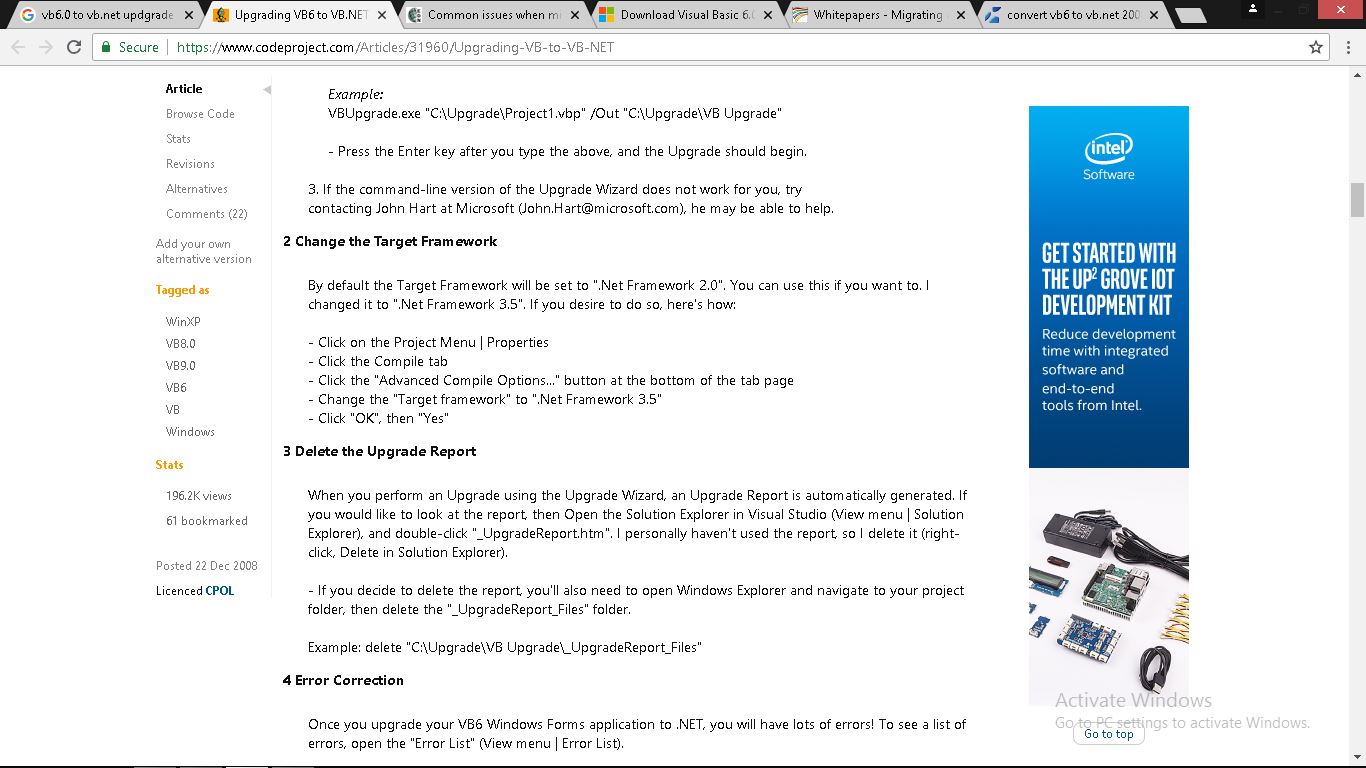 vb6.0 to vb.net updgrade
Upgrading VB6 to VB.NET
Common issues when mi
Download Visual Basic 6.0
Whitepapers - Migrating
convert vb6 to vb.net 200
Secure
https://www.codeproject.com/Articles/31960/Upgrading-VB-to-VB-NET
Article
Browse Code
Stats
Revisions
Alternatives
Comments (22)
Add your own
alternative version
Tagged as
WinXP
VB8.0
VB9.0
VB6
VB
Windows
Stats
196.2K views
61 bookmarked
Posted 22 Dec 2008
Licenced CPOL
Example:
VBUpgrade.exe "C:\Upgrade\Project1.vbp" /Out "C:\Upgrade\VB Upgrade"
- Press the Enter key after you type the above, and the Upgrade should begin.
3. If the command-line version of the Upgrade Wizard does not work for you, try
contacting John Hart at Microsoft (John.Hart@microsoft.com), he may be able to help.
2 Change the Target Framework
By default the Target Framework will be set to ".Net Framework 2.0". You can use this if you want to. I
changed it to ".Net Framework 3.5". If you desire to do so, here's how:
- Click on the Project Menu | Properties
- Click the Compile tab
- Click the "Advanced Compile Options..." button at the bottom of the tab page
- Change the "Target framework" to ".Net Framework 3.5"
- Click "OK", then "Yes"
3 Delete the Upgrade Report
When you perform an Upgrade using the Upgrade Wizard, an Upgrade Report is automatically generated. If
you would like to look at the report, then Open the Solution Explorer in Visual Studio (View menu | Solution
Explorer), and double-click "_UpgradeReport.htm". I personally haven't used the report, so I delete it (right-
click, Delete in Solution Explorer).
- If you decide to delete the report, you'll also need to open Windows Explorer and navigate to your project
folder, then delete the "_UpgradeReport_Files" folder.
Example: delete "C:\Upgrade\VB Upgrade\_UpgradeReport_Files"
4 Error Correction
Once you upgrade your VB6 Windows Forms application to .NET, you will have lots of errors! To see a list of
errors, open the "Error List" (View menu | Error List).
intel
Software
GET STARTED WITH
THE UP² GROVE IOT
DEVELOPMENT KIT
Reduce development
time with integrated
software and
end-to-end
tools from Intel.
Activate Windows
Go to PC settings to activate Windows.
Go to top